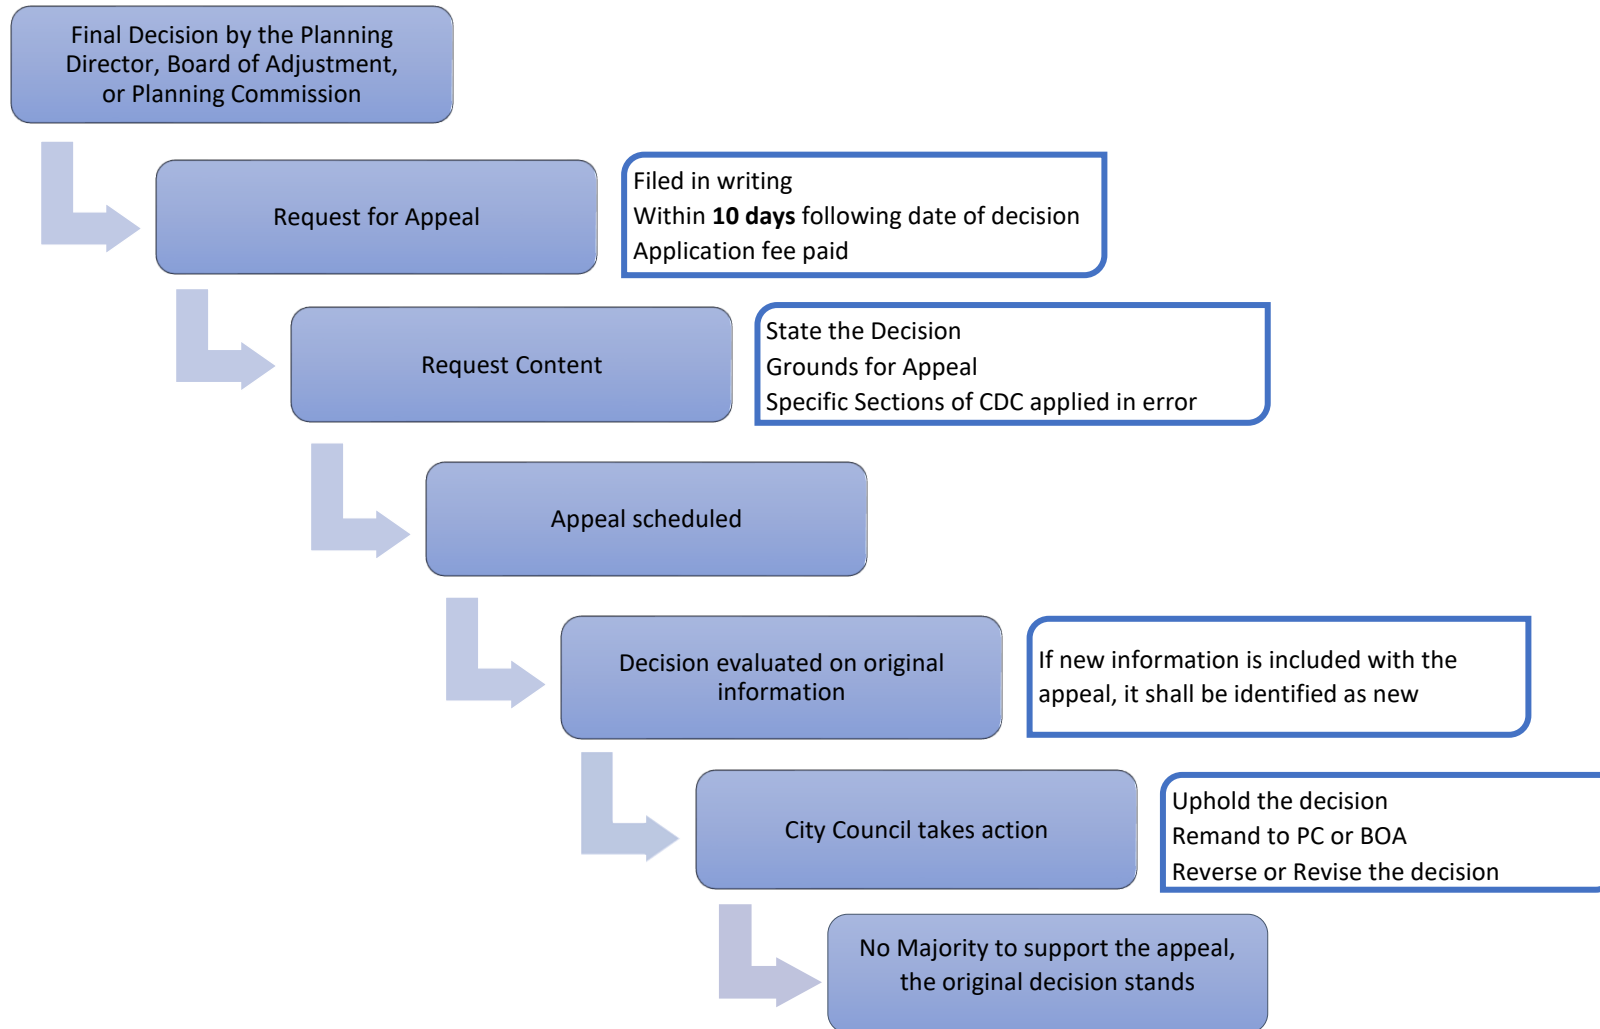 Final Decision by the Planning
Director, Board of Adjustment,
or Planning Commission
Request for Appeal
Filed in writing
Within 10 days following date of decision
Application fee paid
Request Content
State the Decision
Grounds for Appeal
Specific Sections of CDC applied in error
Appeal scheduled
Decision evaluated on original
information
If new information is included with the
appeal, it shall be identified as new
City Council takes action
Uphold the decision
Remand to PC or BOA
Reverse or Revise the decision
No Majority to support the appeal,
the original decision stands